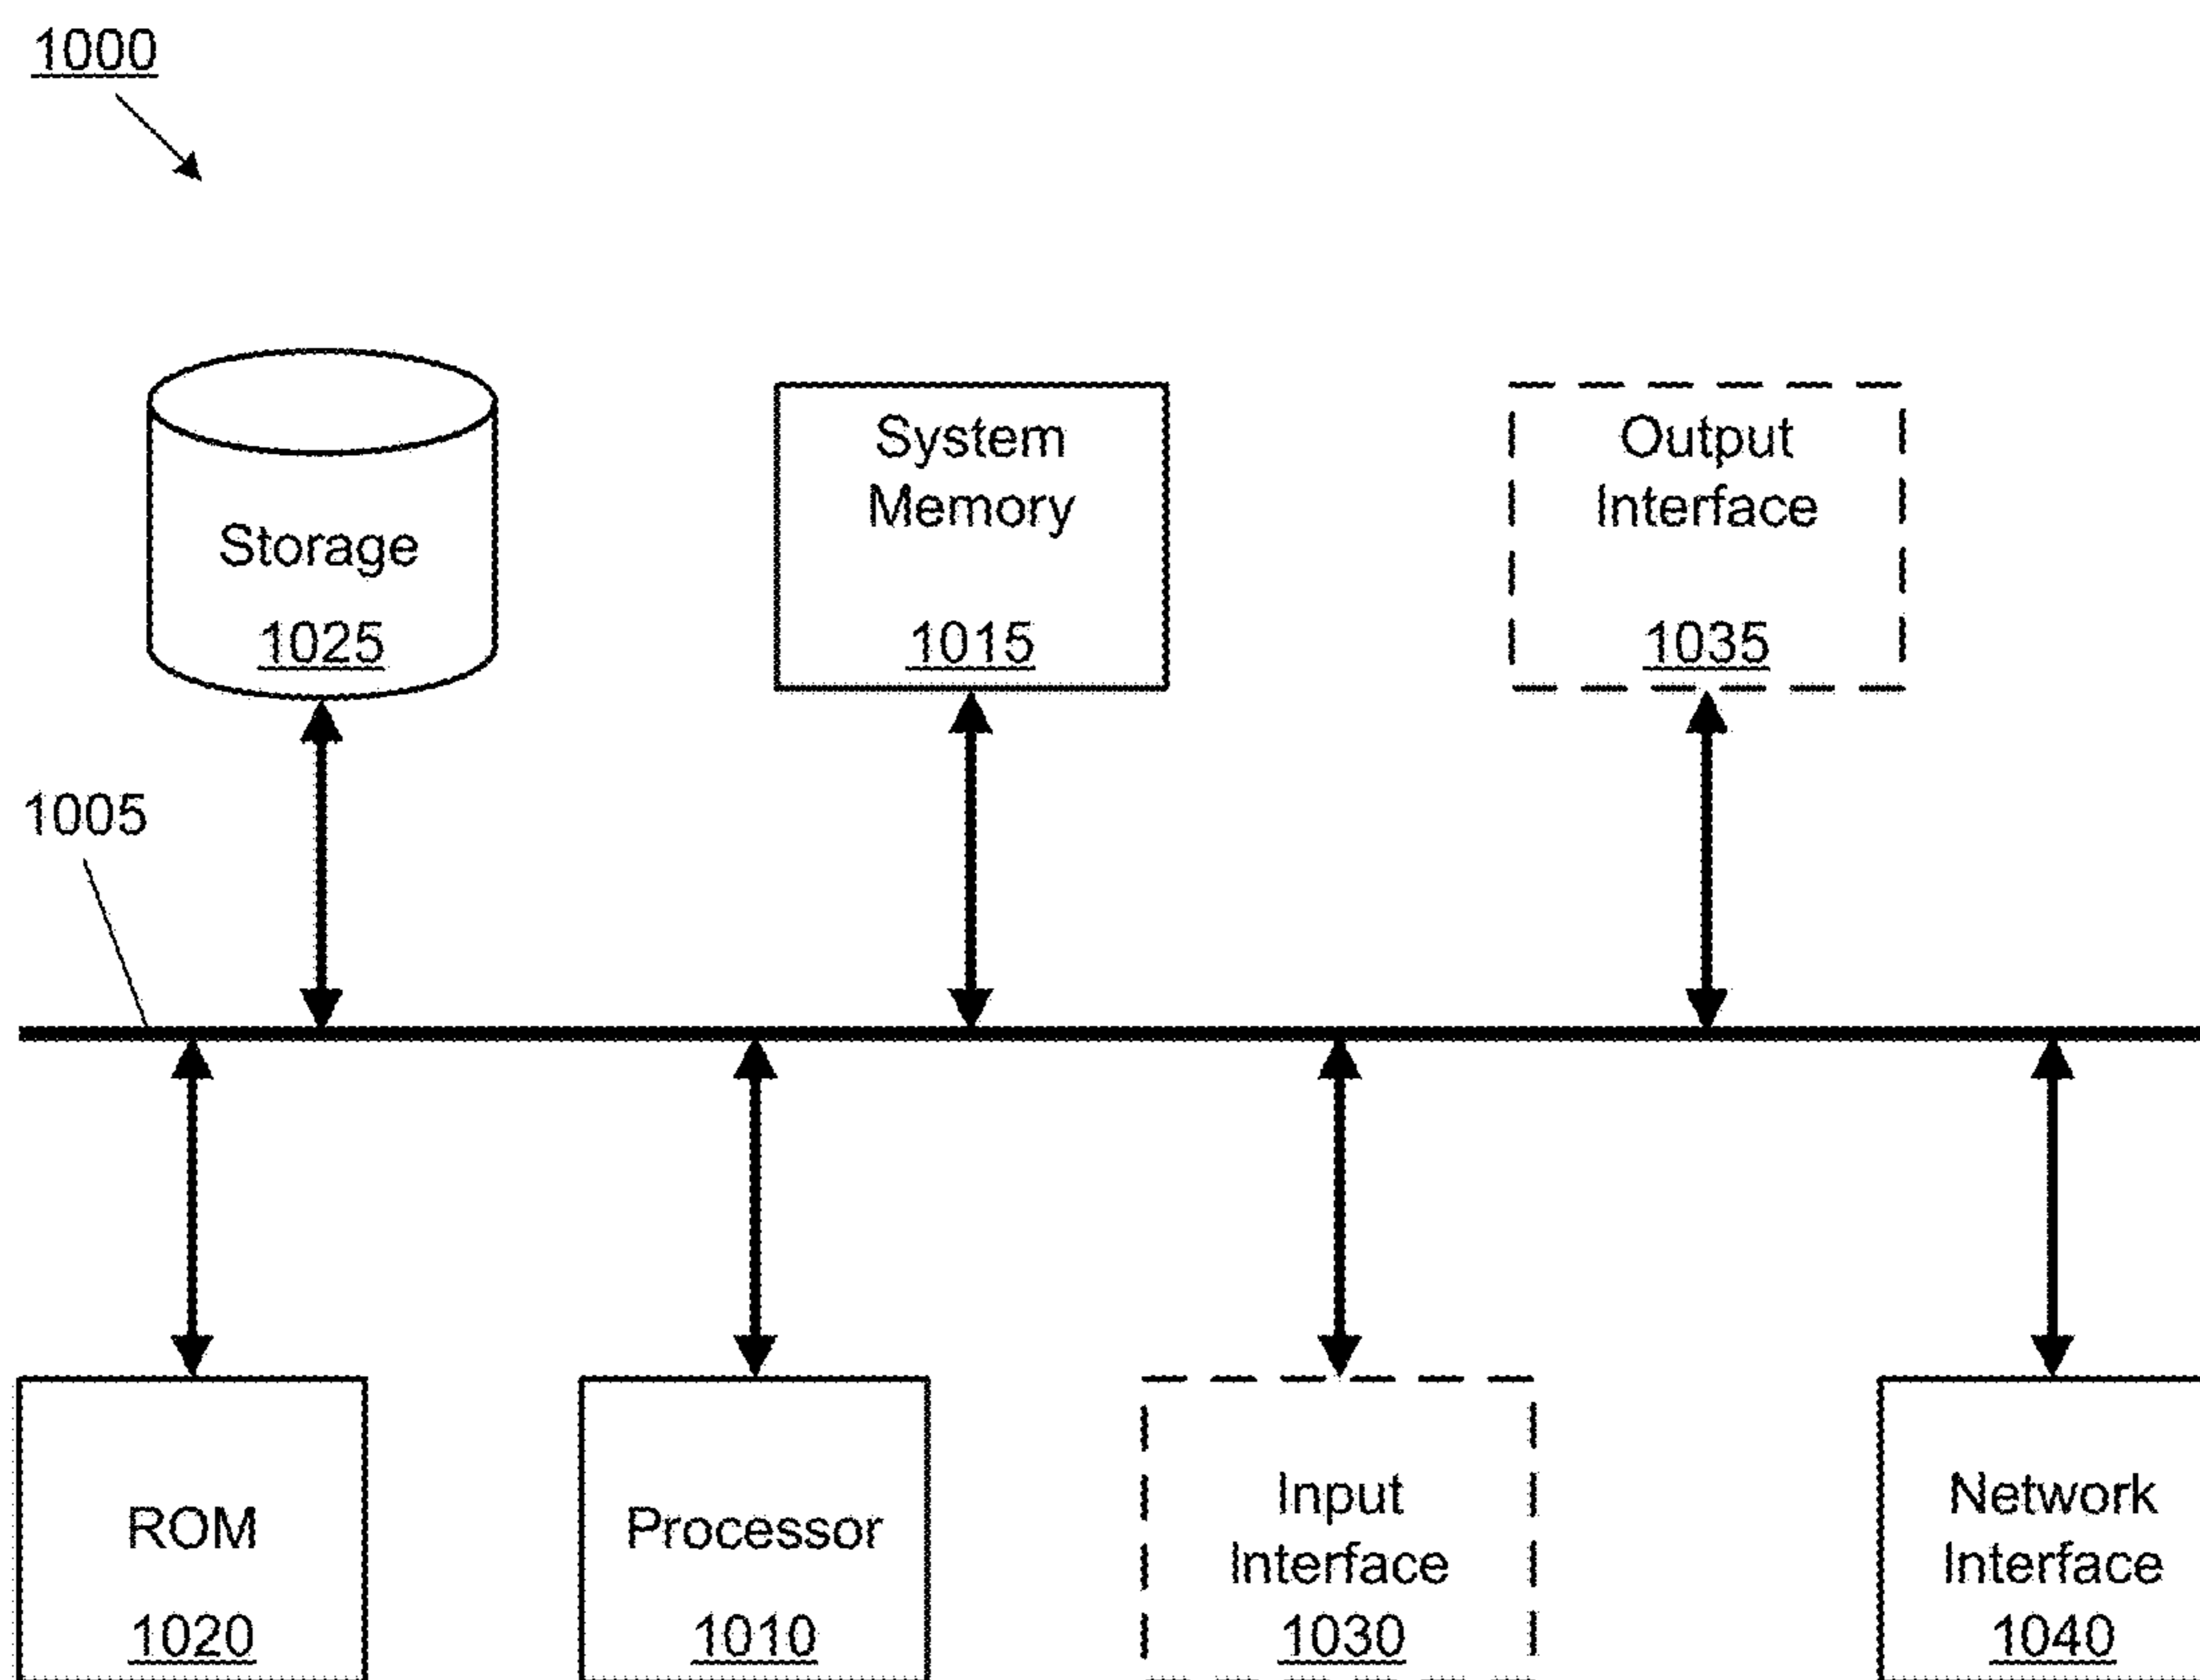 1000
Storage
1025
System
Memory
1015
Output
Interface
1035
1005
ROM
1020
Processor
1010
Input
Interface
1030
Network
Interface
1040